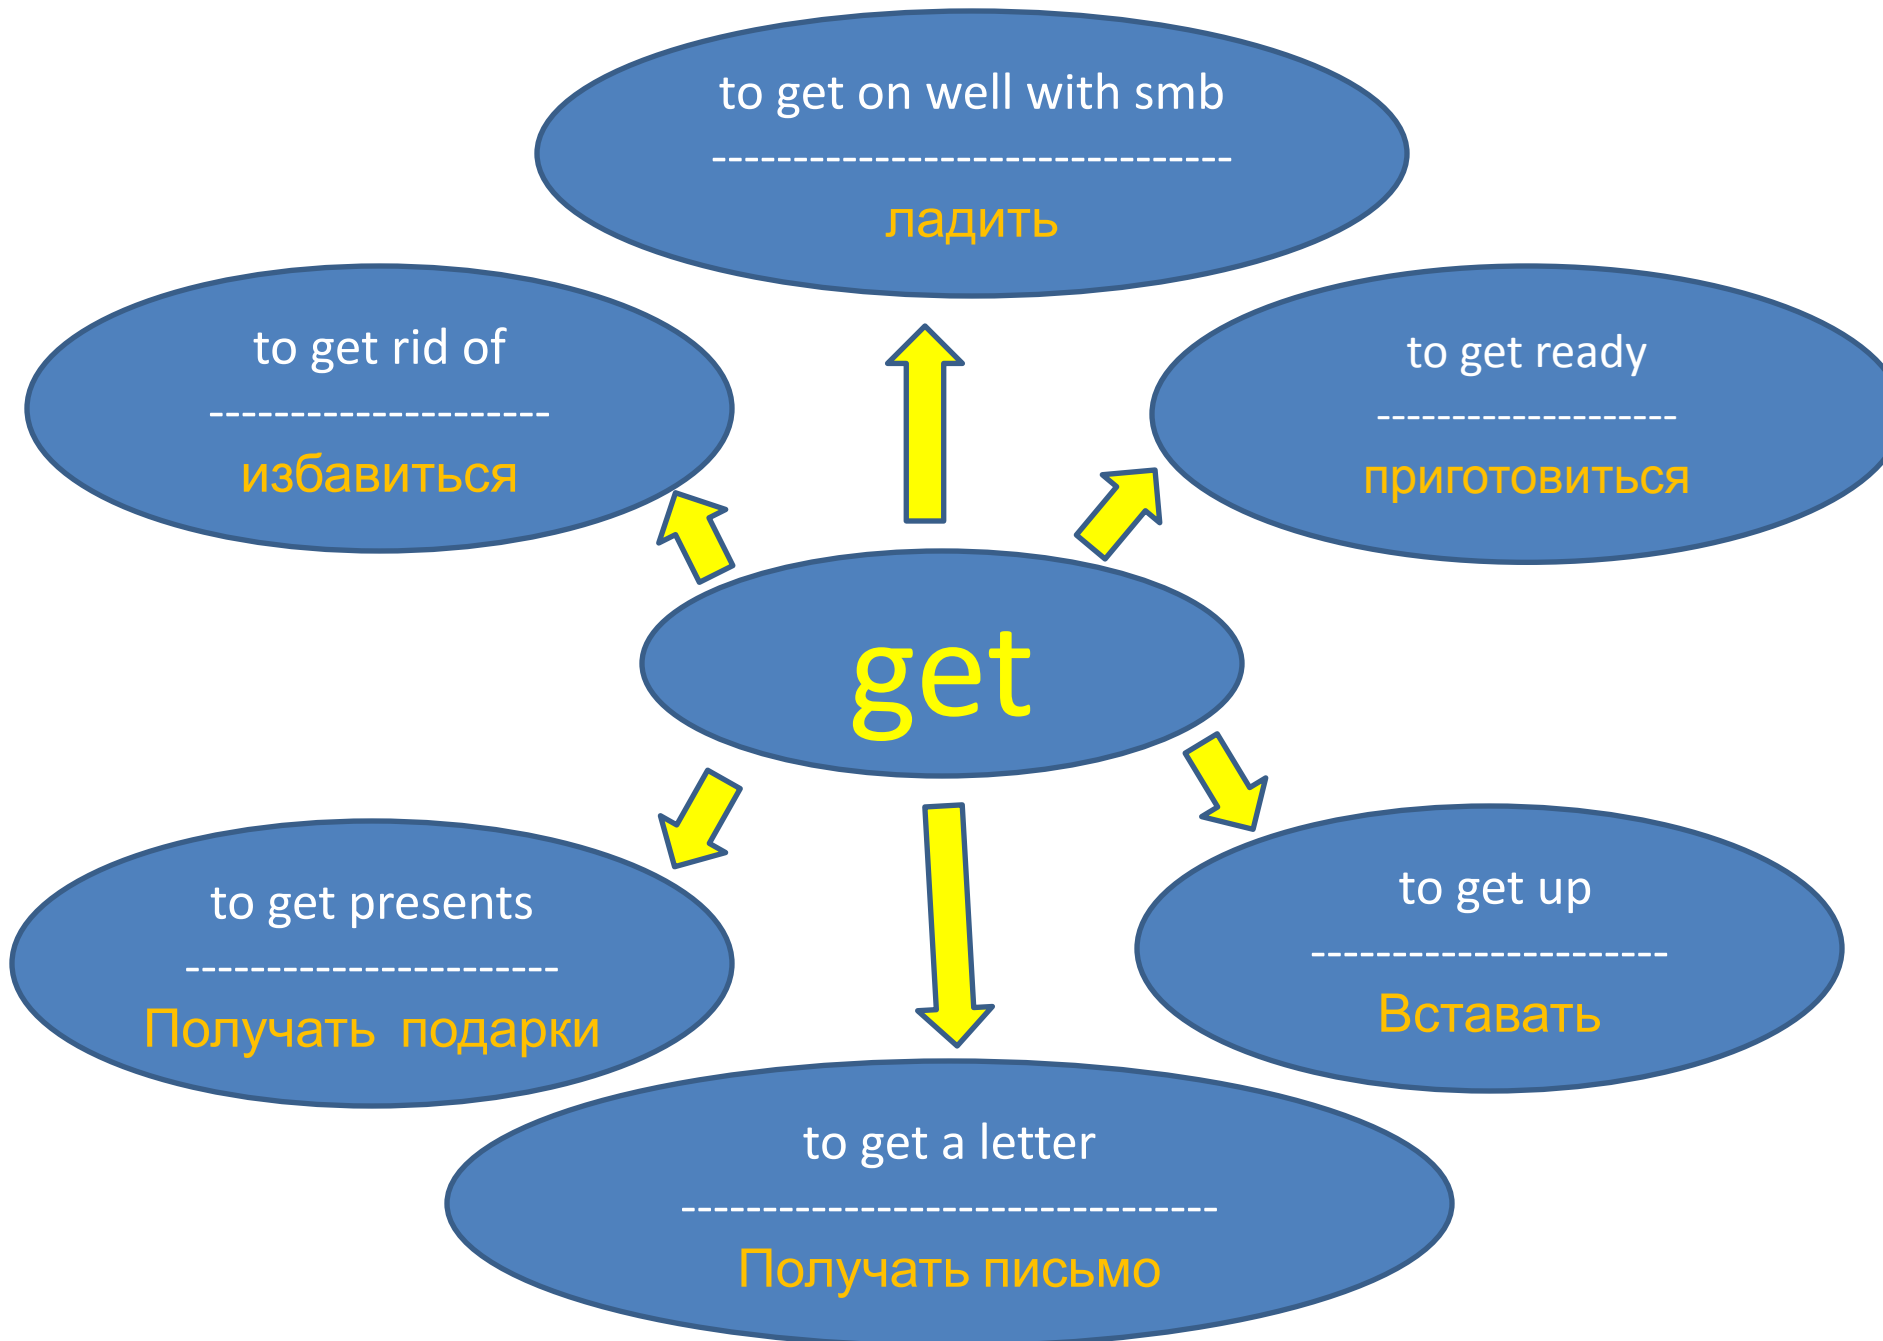 to get on well with smb
--------------------------------
ладить
to get rid of
---------------------
избавиться
to get ready
--------------------
приготовиться
get
to get presents
-----------------------
Получать  подарки
to get up
----------------------
Вставать
to get a letter
---------------------------------
Получать письмо